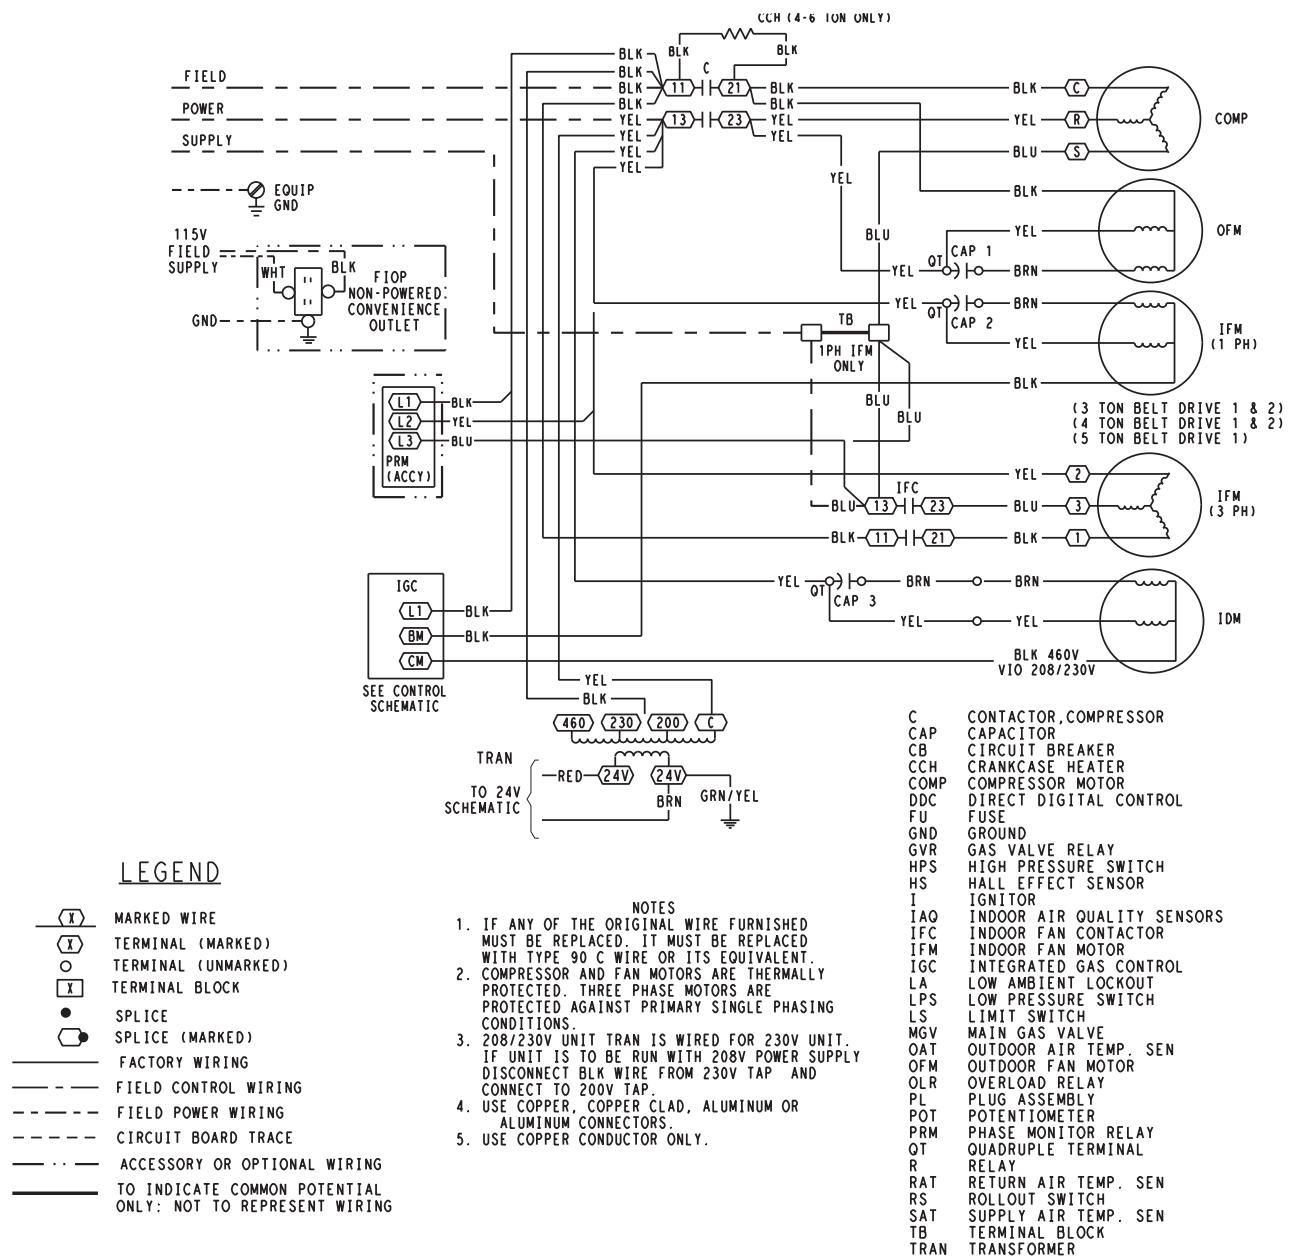 CCH (4-6 TON ONLY)
BLK BLK
BLK C
FIELD BLK
BLK 11 21 BLK BLK C
POWER BLK BLK
YEL 13 23 YEL YEL R COMP
SUPPLY YEL YEL
YEL BLU S
YEL YEL
EQUIP
GND
BLK
115V
FIELD
SUPPLY
WHT BLK
FIOP
NON-POWERED
CONVENIENCE
OUTLET
GND
BLU YEL OFM
QT CAP 1
YEL BRN
YEL BRN
QT CAP 2
TB
1PH IFM
ONLY
YEL
IFM
(1 PH)
BLK
L1 BLK
L2 YEL
L3 BLU
PRM
(ACCY)
BLU BLU
(3 TON BELT DRIVE 1 & 2)
(4 TON BELT DRIVE 1 & 2)
(5 TON BELT DRIVE 1)
YEL 2
IFC
BLU 13 23 BLU 3
IFM
(3 PH)
BLK 11 21 BLK 1
IGC
L1 BLK
BM BLK
CM
SEE CONTROL
SCHEMATIC
YEL BRN BRN
QT CAP 3
YEL YEL IDM
BLK 460V
VIO 208/230V
YEL
BLK
460 230 200 C
TRAN
RED 24V 24V
TO 24V
SCHEMATIC
BRN GRN/YEL
C CONTACTOR,COMPRESSOR
CAP CAPACITOR
CB CIRCUIT BREAKER
CCH CRANKCASE HEATER
COMP COMPRESSOR MOTOR
DDC DIRECT DIGITAL CONTROL
FU FUSE
GND GROUND
GVR GAS VALVE RELAY
HPS HIGH PRESSURE SWITCH
HS HALL EFFECT SENSOR
I IGNITOR
IAQ INDOOR AIR QUALITY SENSORS
IFC INDOOR FAN CONTACTOR
IFM INDOOR FAN MOTOR
IGC INTEGRATED GAS CONTROL
LA LOW AMBIENT LOCKOUT
LPS LOW PRESSURE SWITCH
LS LIMIT SWITCH
MGV MAIN GAS VALVE
OAT OUTDOOR AIR TEMP. SEN
OFM OUTDOOR FAN MOTOR
OLR OVERLOAD RELAY
PL PLUG ASSEMBLY
POT POTENTIOMETER
PRM PHASE MONITOR RELAY
QT QUADRUPLE TERMINAL
R RELAY
RAT RETURN AIR TEMP. SEN
RS ROLLOUT SWITCH
SAT SUPPLY AIR TEMP. SEN
TB TERMINAL BLOCK
TRAN TRANSFORMER
LEGEND
X MARKED WIRE
X TERMINAL (MARKED)
TERMINAL (UNMARKED)
X TERMINAL BLOCK
SPLICE
SPLICE (MARKED)
FACTORY WIRING
FIELD CONTROL WIRING
FIELD POWER WIRING
CIRCUIT BOARD TRACE
ACCESSORY OR OPTIONAL WIRING
TO INDICATE COMMON POTENTIAL
ONLY: NOT TO REPRESENT WIRING
NOTES
1. IF ANY OF THE ORIGINAL WIRE FURNISHED
MUST BE REPLACED. IT MUST BE REPLACED
WITH TYPE 90 C WIRE OR ITS EQUIVALENT.
2. COMPRESSOR AND FAN MOTORS ARE THERMALLY
PROTECTED. THREE PHASE MOTORS ARE
PROTECTED AGAINST PRIMARY SINGLE PHASING
CONDITIONS.
3. 208/230V UNIT TRAN IS WIRED FOR 230V UNIT.
IF UNIT IS TO BE RUN WITH 208V POWER SUPPLY
DISCONNECT BLK WIRE FROM 230V TAP AND
CONNECT TO 200V TAP.
4. USE COPPER, COPPER CLAD, ALUMINUM OR
ALUMINUM CONNECTORS.
5. USE COPPER CONDUCTOR ONLY.